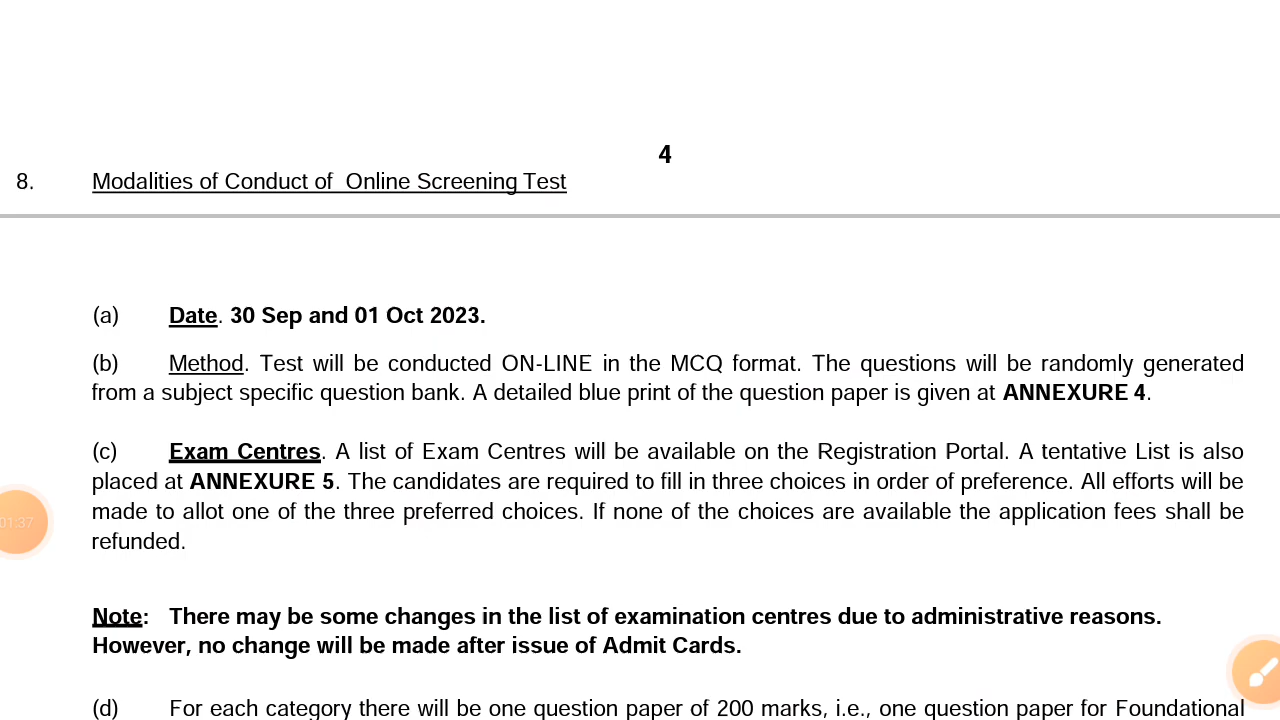 4
8. Modalities of Conduct of Online Screening Test
(a) Date. 30 Sep and 01 Oct 2023.
(b) Method. Test will be conducted ON-LINE in the MCQ format. The questions will be randomly generated
from a subject specific question bank. A detailed blue print of the question paper is given at ANNEXURE 4.
(c) Exam Centres. A list of Exam Centres will be available on the Registration Portal. A tentative List is also
placed at ANNEXURE 5. The candidates are required to fill in three choices in order of preference. All efforts will be
made to allot one of the three preferred choices. If none of the choices are available the application fees shall be
refunded.
01:37
Note: There may be some changes in the list of examination centres due to administrative reasons.
However, no change will be made after issue of Admit Cards.
(d) For each category there will be one question paper of 200 marks, i.e., one question paper for Foundational